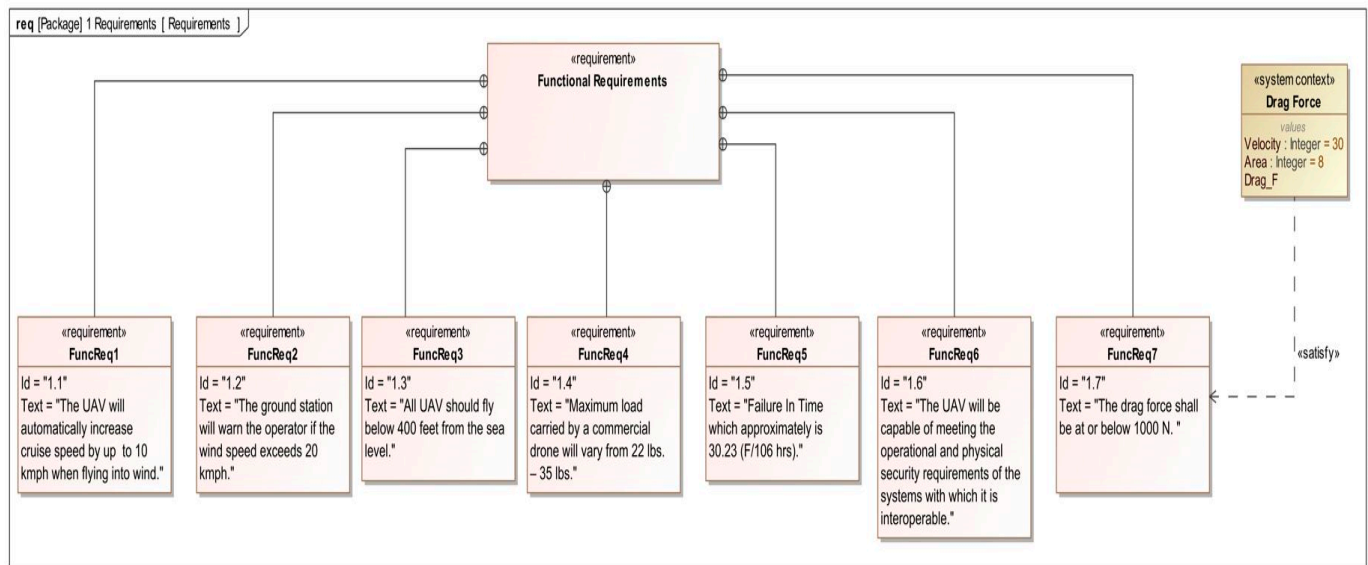 req [Package] 1 Requirements [ Requirements ]
«requirement»
Functional Requirements
«system context»
Drag Force
values
Velocity : Integer = 30
Area : Integer = 8
Drag_F
«requirement»
FuncReq1
Id = "1.1"
Text = "The UAV will
automatically increase
cruise speed by up to 10
kmph when flying into wind."
«requirement»
FuncReq2
Id = "1.2"
Text = "The ground station
will warn the operator if the
wind speed exceeds 20
kmph."
«requirement»
FuncReq3
Id = "1.3"
Text = "All UAV should fly
below 400 feet from the sea
level."
«requirement»
FuncReq4
Id = "1.4"
Text = "Maximum load
carried by a commercial
drone will vary from 22 lbs.
– 35 lbs."
«requirement»
FuncReq5
Id = "1.5"
Text = "Failure In Time
which approximately is
30.23 (F/106 hrs)."
«requirement»
FuncReq6
Id = "1.6"
Text = "The UAV will be
capable of meeting the
operational and physical
security requirements of the
systems with which it is
interoperable."
«requirement»
FuncReq7
Id = "1.7"
Text = "The drag force shall
be at or below 1000 N. "
«satisfy»